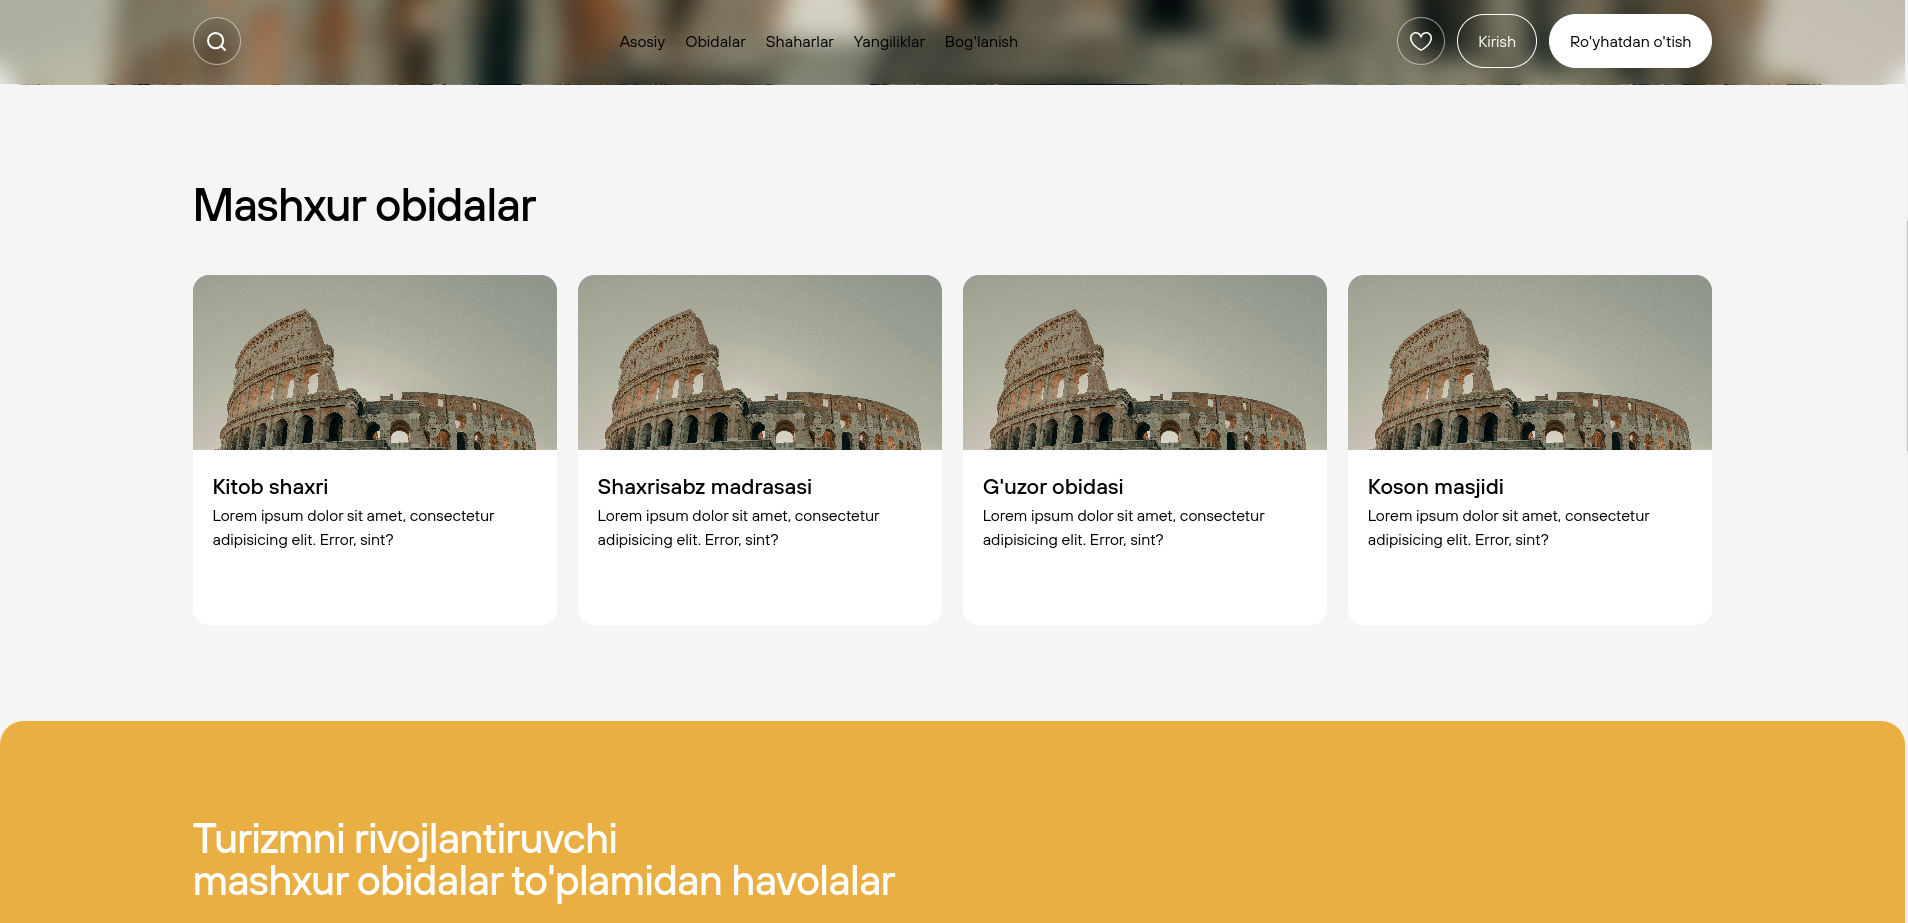 Asosiy Obidalar Shaharlar Yangiliklar Bog'lanish Kirish Ro'yhatdan o'tish
Mashxur obidalar
Kitob shaxri
Lorem ipsum dolor sit amet, consectetur
adipisicing elit. Error, sint?
Shaxrisabz madrasasi
Lorem ipsum dolor sit amet, consectetur
adipisicing elit. Error, sint?
G'uzor obidasi
Lorem ipsum dolor sit amet, consectetur
adipisicing elit. Error, sint?
Koson masjidi
Lorem ipsum dolor sit amet, consectetur
adipisicing elit. Error, sint?
Turizmni rivojlantiruvchi
mashxur obidalar to'plamidan havolalar